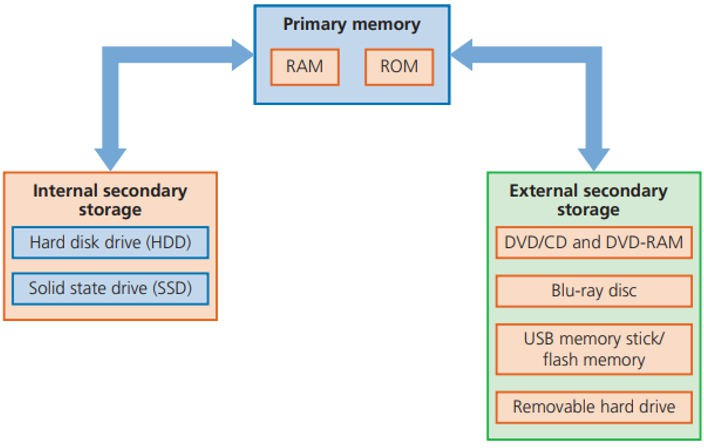 Primary memory
RAM
ROM
Internal secondary
storage
Hard disk drive (HDD)
Solid state drive (SSD)
External secondary
storage
DVD/CD and DVD-RAM
Blu-ray disc
USB memory stick/
flash memory
Removable hard drive